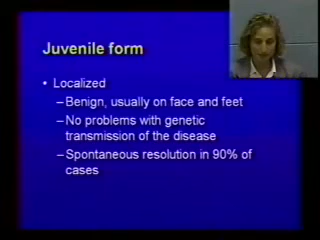 Juvenile form
• Localized
–Benign, usually on face and feet
–No problems with genetic
transmission of the disease
–Spontaneous resolution in 90% of
cases